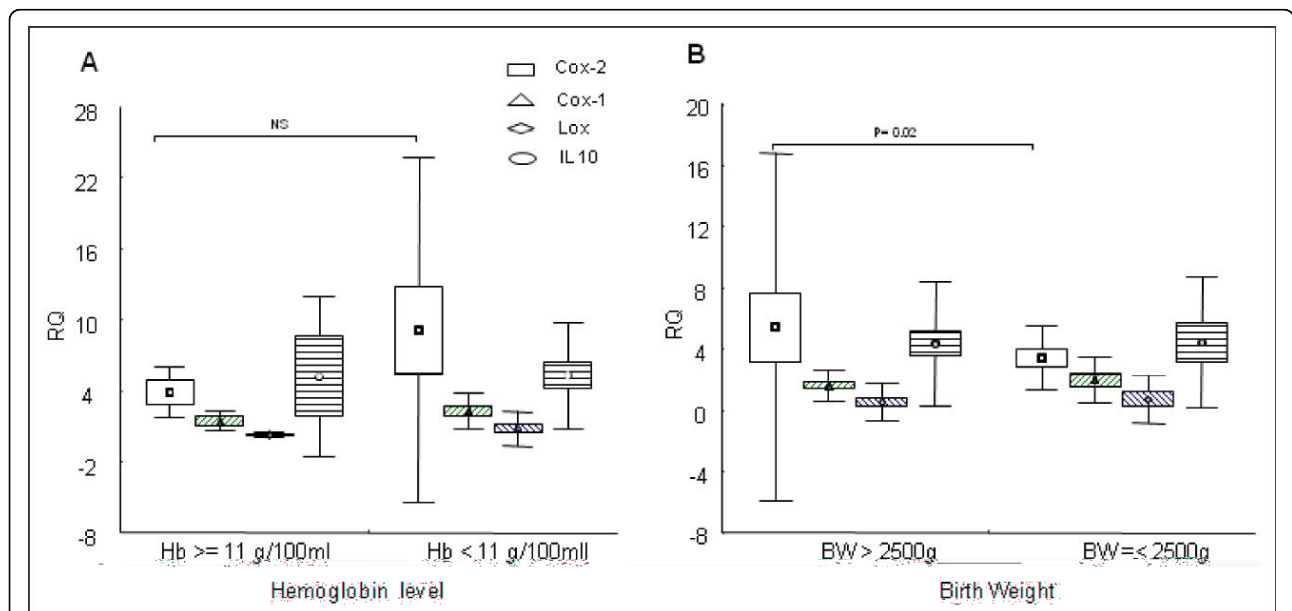 A
Cox-2
Cox-1
Lox
IL10
NS
28
22
16
10
4
-2
-8
RQ
Hb >= 11 g/100ml
Hb < 11 g/100mll
Hemoglobin level
B
P= 0.02
20
16
12
8
4
0
-4
-8
RQ
BW > 2500g
BW =< 2500g
Birth Weight